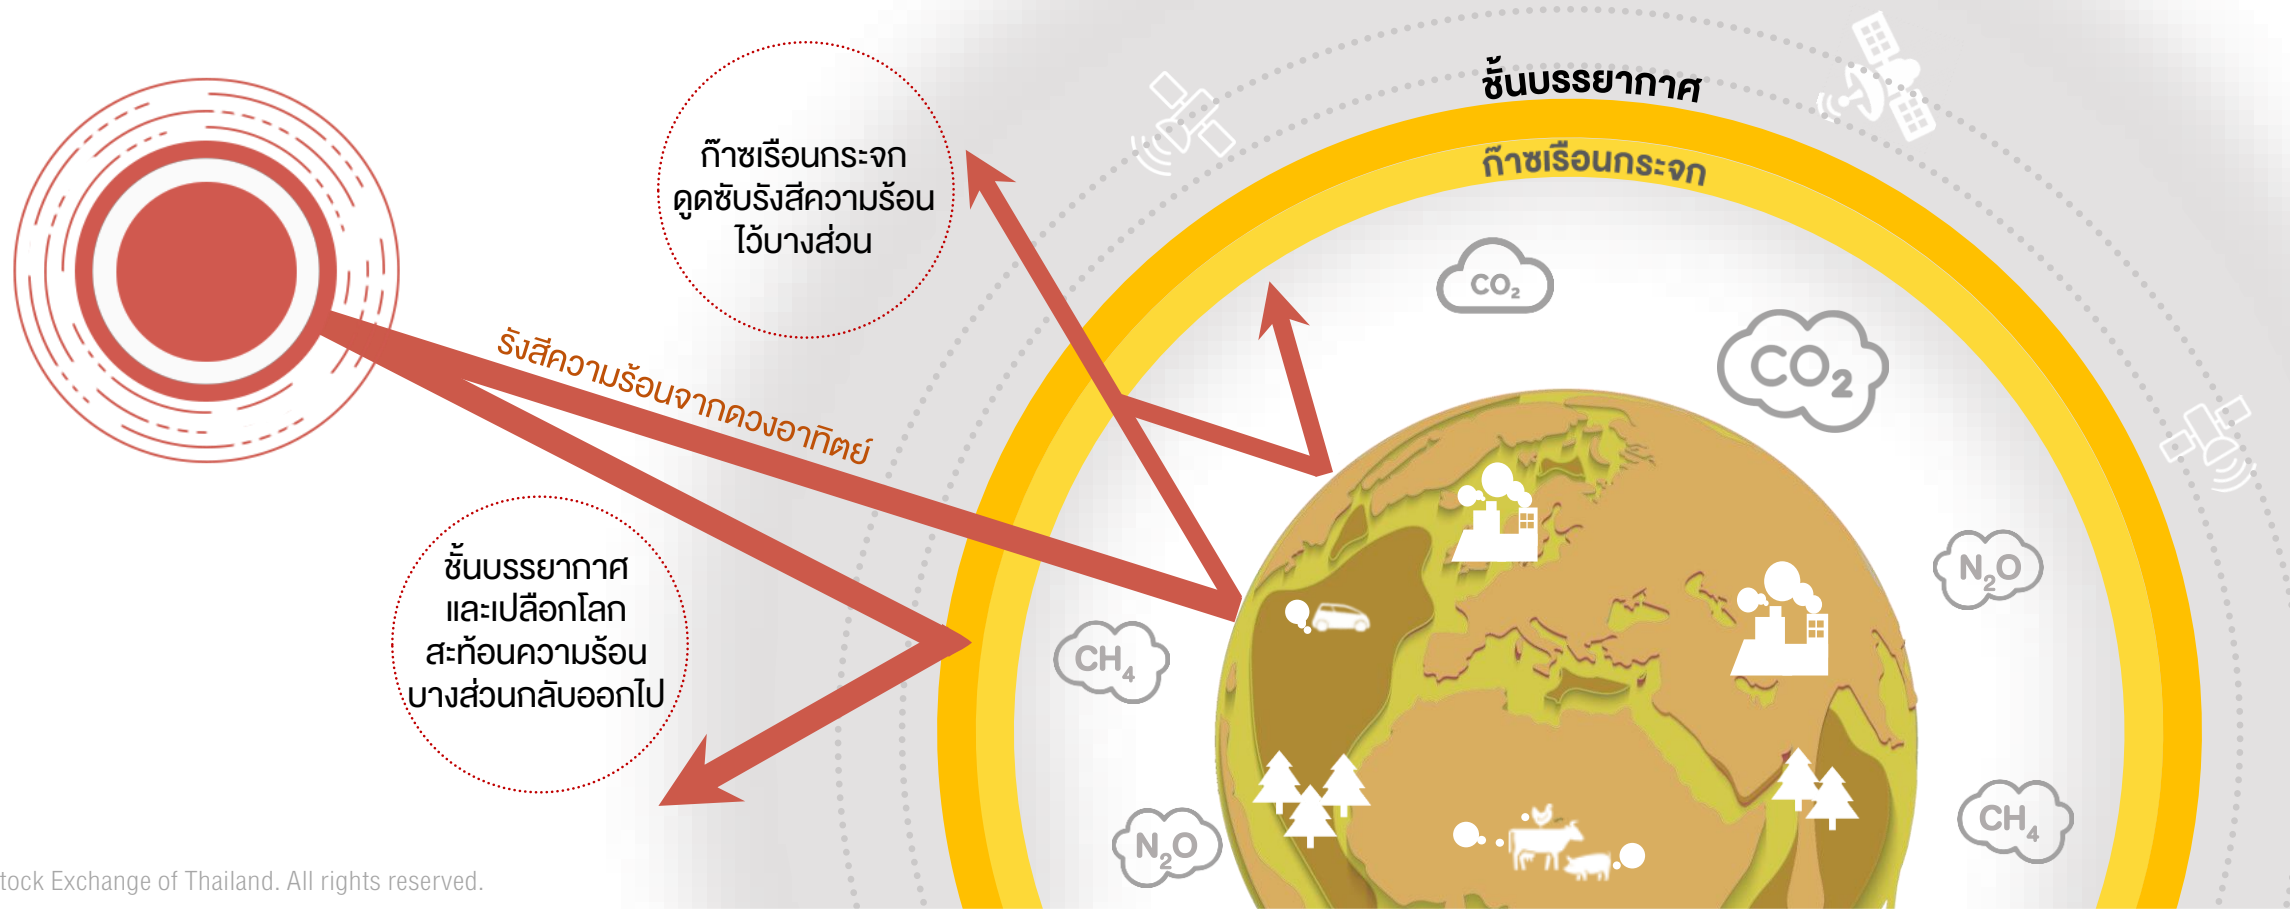 ชั้นบรรยากาศ
ก๊าซเรือนกระจก
ก๊าซเรือนกระจก
ดูดซับรังสีความร้อน
ไว้บางส่วน
CO₂
CO₂
รังสีความร้อนจากดวงอาทิตย์
ชั้นบรรยากาศ
และเปลือกโลก
สะท้อนความร้อน
บางส่วนกลับออกไป
N₂O
CH₄
CH₄
N₂O
tock Exchange of Thailand. All rights reserved.